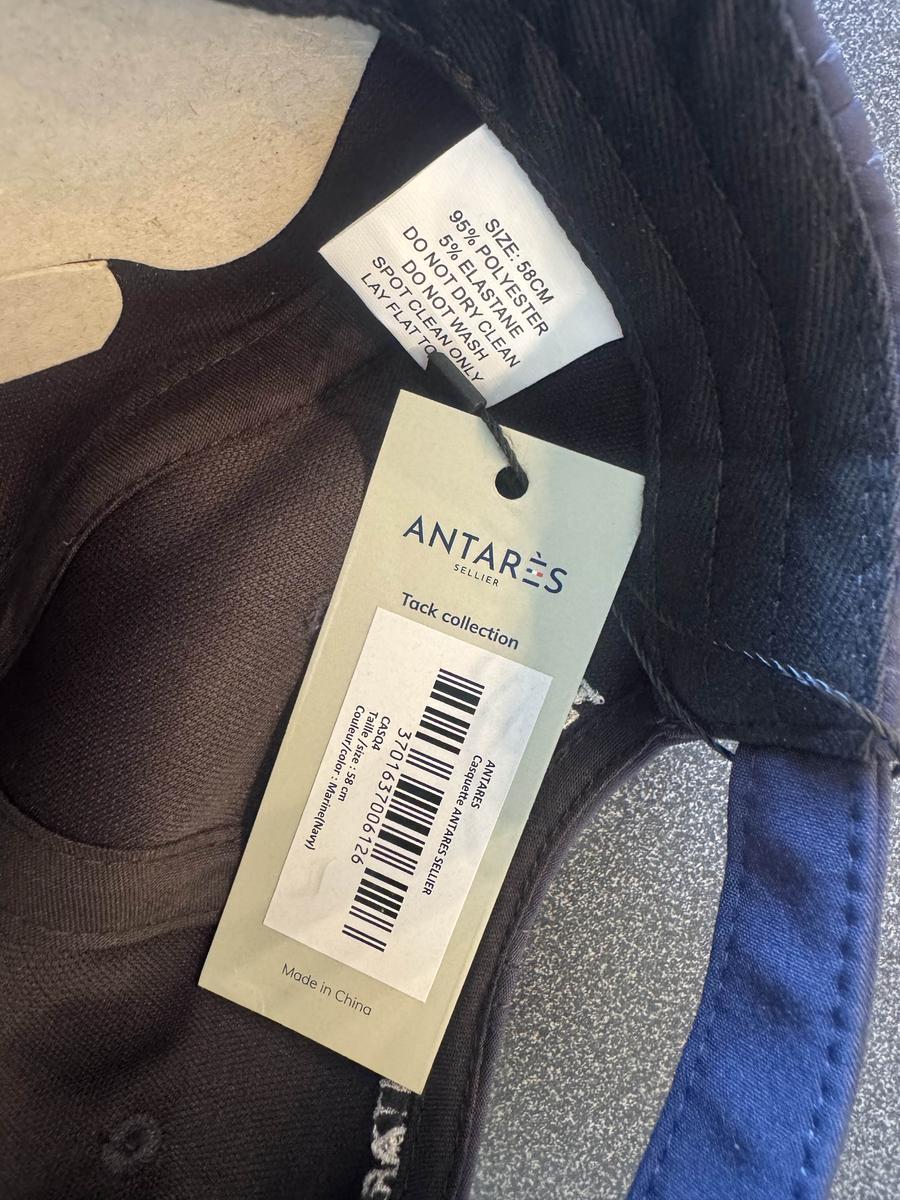 SIZE: 58CM
95% POLYESTER
5% ELASTANE
DO NOT DRY CLEAN
DO NOT WASH
SPOT CLEAN ONLY
LAY FLAT TO
ANTARÈS
SELLIER
Tack collection
ANTARES
Casquette ANTARES SELLIER
3701637006126
CASQ4
Taille /size : 58 cm
Couleur/color : Marine(Navy)
Made in China